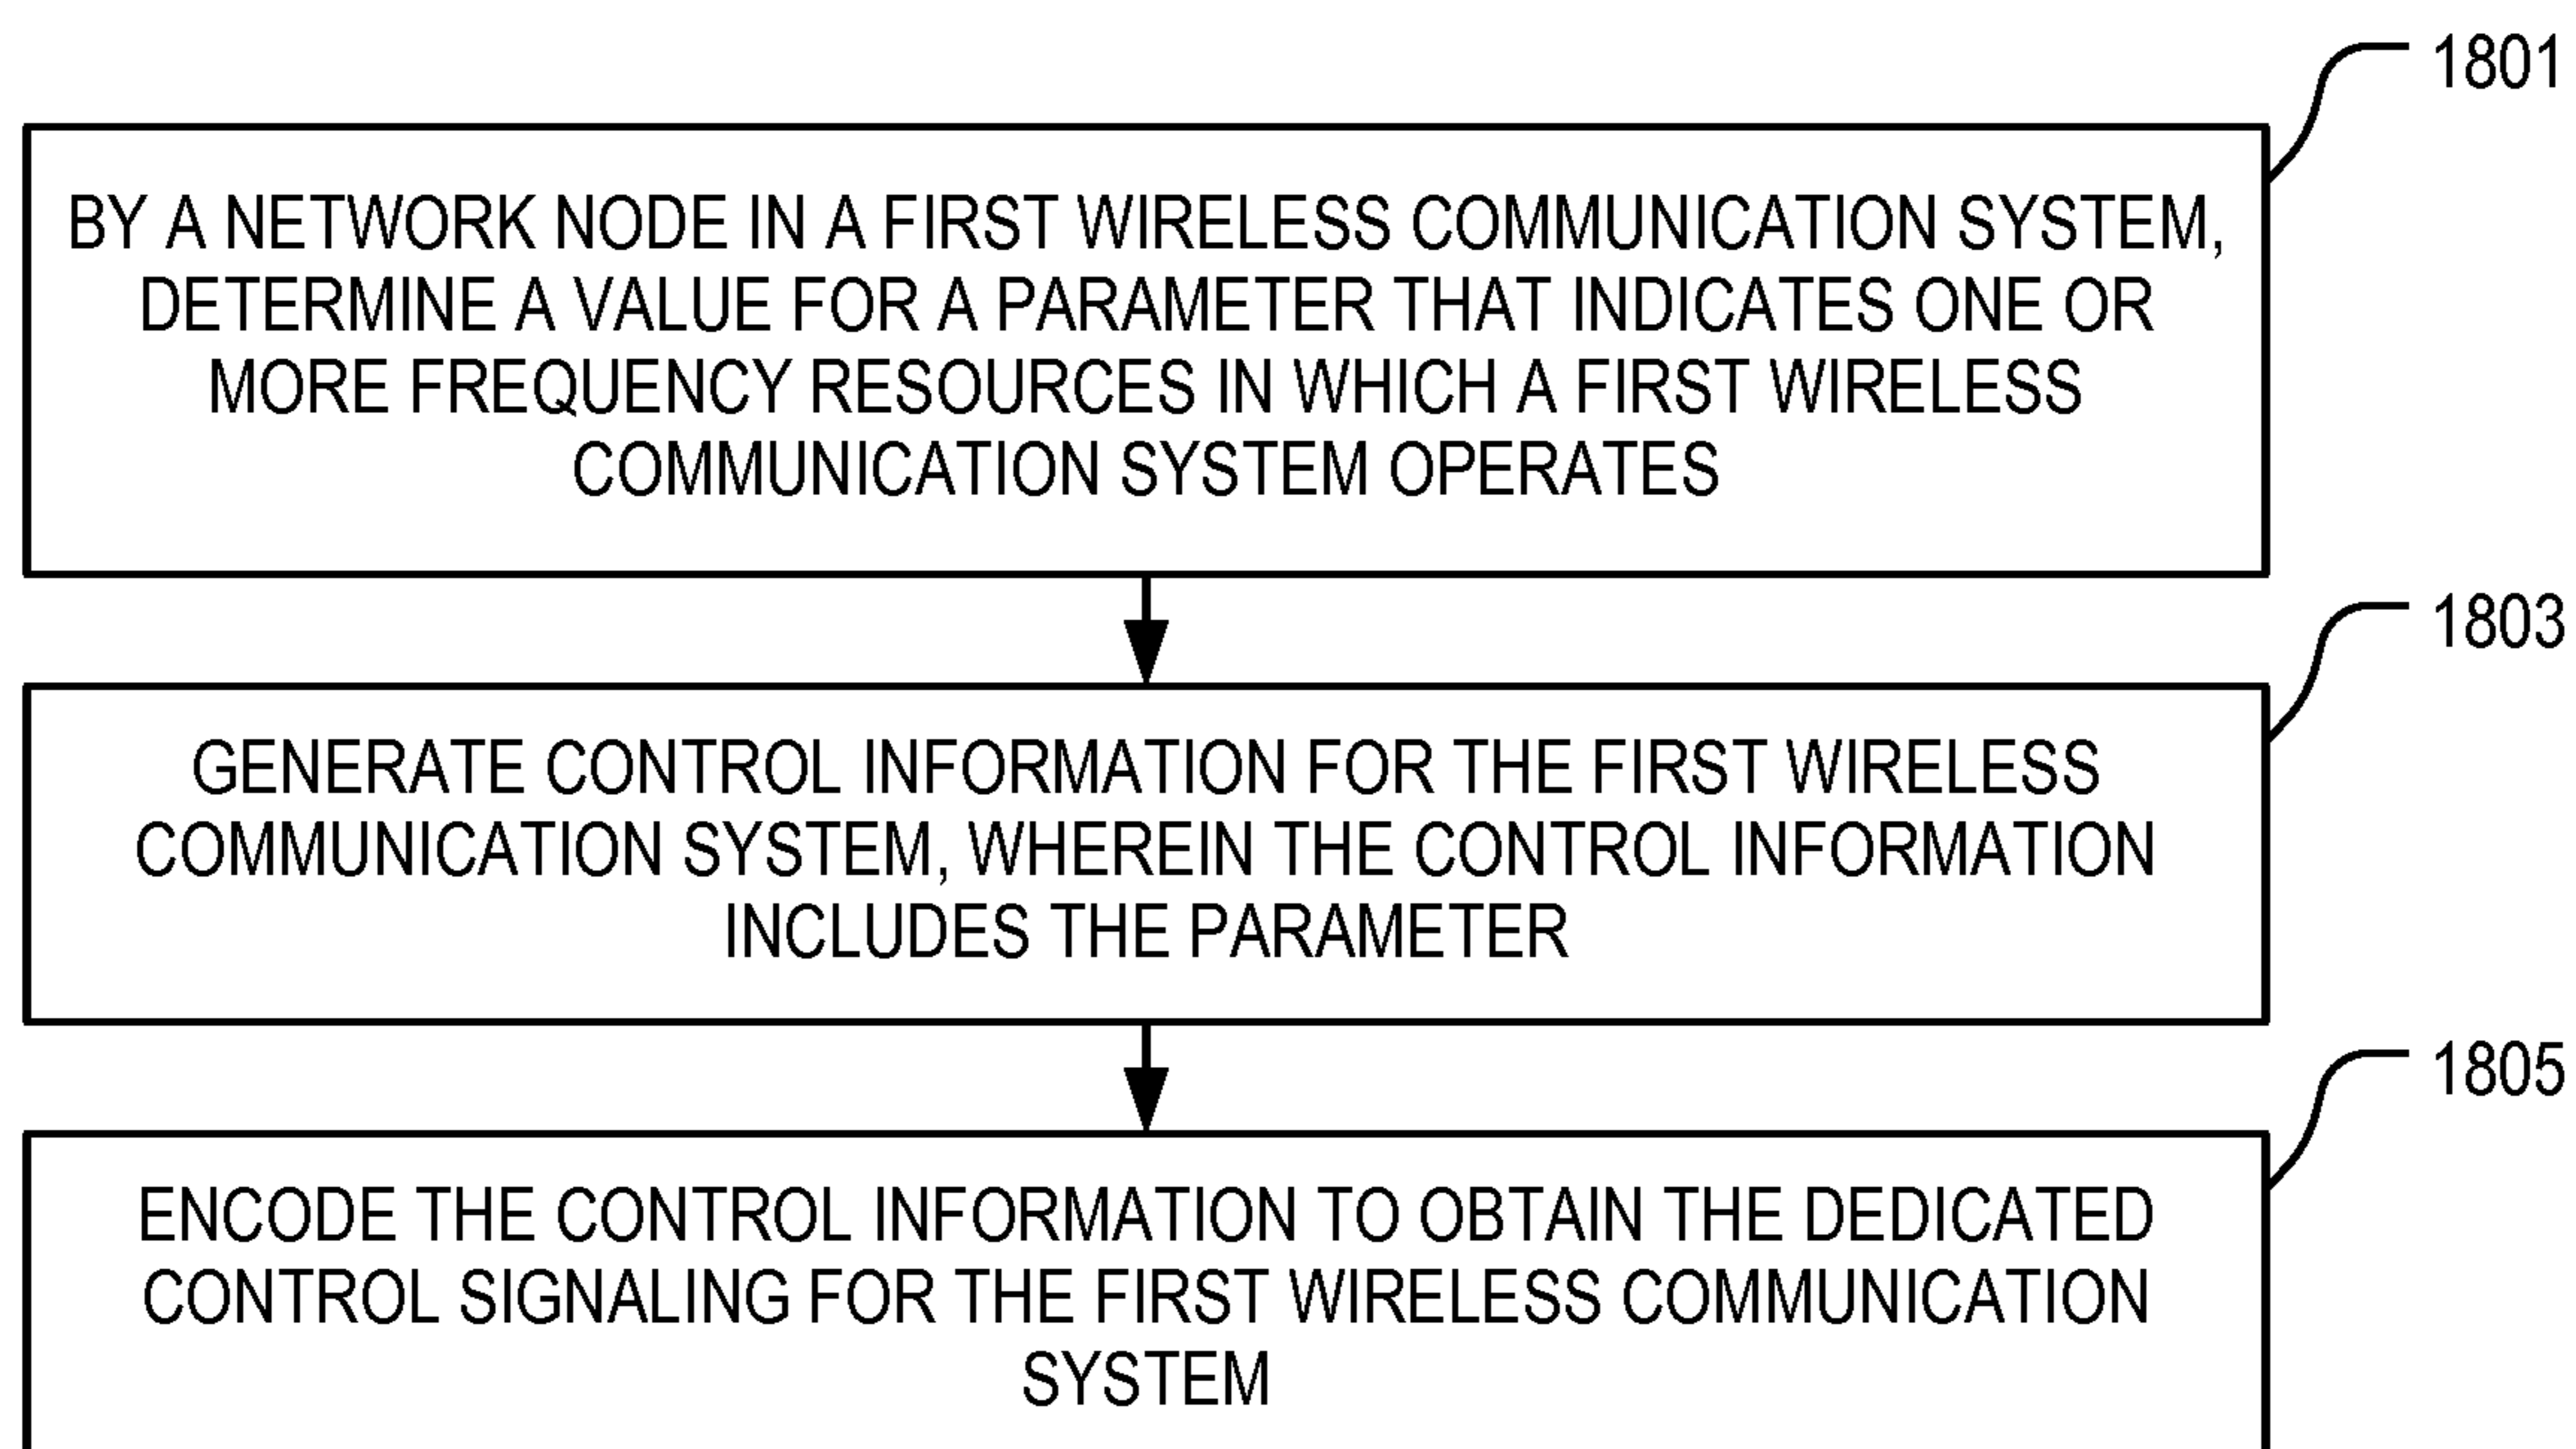 1801
BY A NETWORK NODE IN A FIRST WIRELESS COMMUNICATION SYSTEM,
DETERMINE A VALUE FOR A PARAMETER THAT INDICATES ONE OR
MORE FREQUENCY RESOURCES IN WHICH A FIRST WIRELESS
COMMUNICATION SYSTEM OPERATES
1803
GENERATE CONTROL INFORMATION FOR THE FIRST WIRELESS
COMMUNICATION SYSTEM, WHEREIN THE CONTROL INFORMATION
INCLUDES THE PARAMETER
1805
ENCODE THE CONTROL INFORMATION TO OBTAIN THE DEDICATED
CONTROL SIGNALING FOR THE FIRST WIRELESS COMMUNICATION
SYSTEM